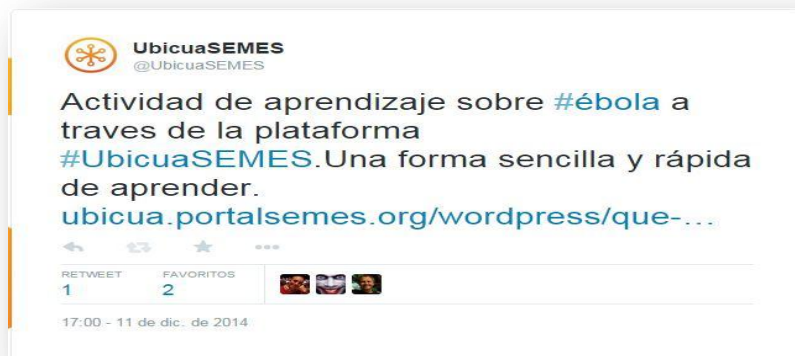 UbicuaSEMES
@UbicuaSEMES
Actividad de aprendizaje sobre #ébola a
traves de la plataforma
#UbicuaSEMES.Una forma sencilla y rápida
de aprender.
ubicua.portalsemes.org/wordpress/que-...
RETWEET FAVORITOS
1 2
17:00 - 11 de dic. de 2014